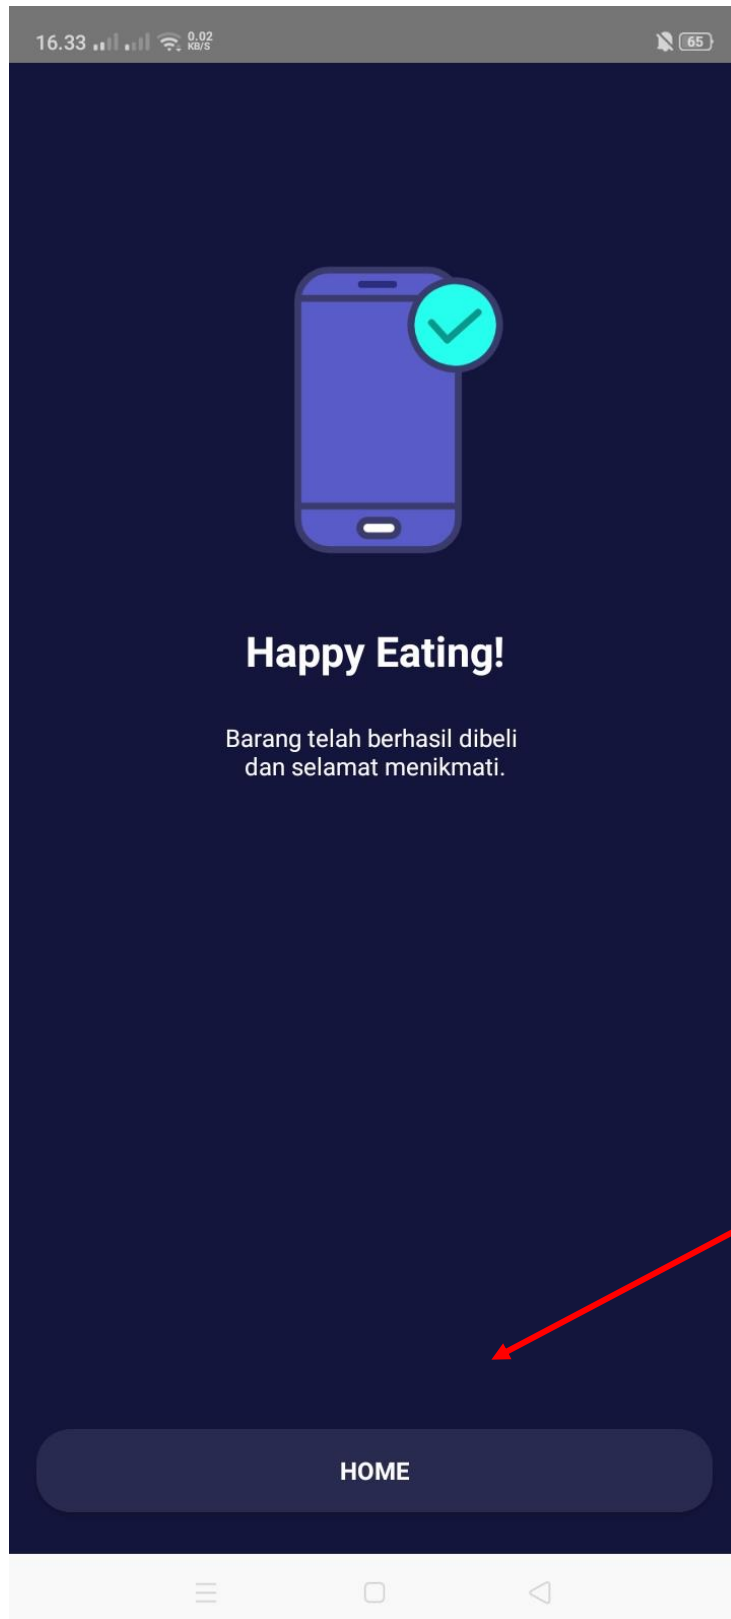 16.33 0.02 KB/S 65
Happy Eating!
Barang telah berhasil dibeli
dan selamat menikmati.
HOME